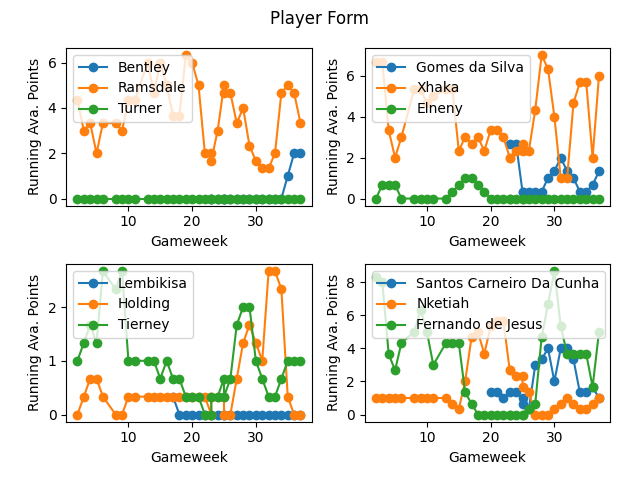 Player Form
Running Ava. Points
6
4
2
0
Bentley
Ramsdale
Turner
10
20
30
Gameweek
Running Ava. Points
6
4
2
0
Gomes da Silva
Xhaka
Elneny
10
20
30
Gameweek
Running Ava. Points
2
1
0
Lembikisa
Holding
Tierney
10
20
30
Gameweek
Running Ava. Points
8
6
4
2
0
Santos Carneiro Da Cunha
Nketiah
Fernando de Jesus
10
20
30
Gameweek